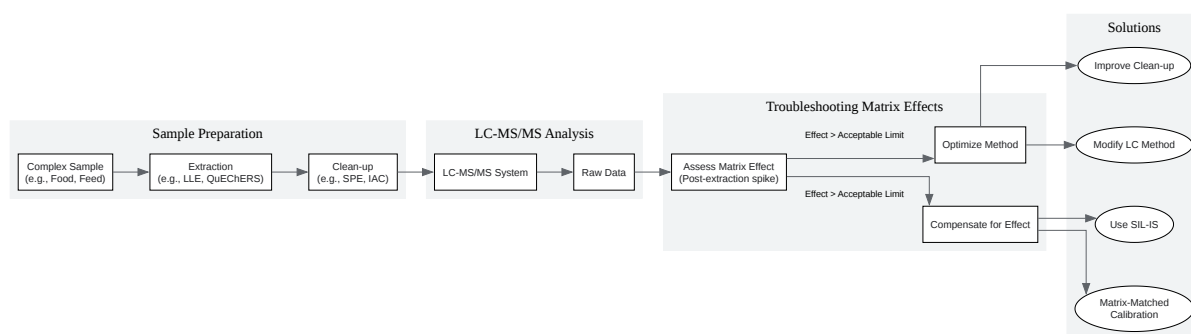 Solutions
Improve Clean-up
Troubleshooting Matrix Effects
Sample Preparation
LC-MS/MS Analysis
Effect > Acceptable Limit
Optimize Method
Modify LC Method
Complex Sample
(e.g., Food, Feed)
Extraction
(e.g., LLE, QuEChERS)
Clean-up
(e.g., SPE, IAC)
LC-MS/MS System
Raw Data
Assess Matrix Effect
(Post-extraction spike)
Effect > Acceptable Limit
Compensate for Effect
Use SIL-IS
Matrix-Matched
Calibration